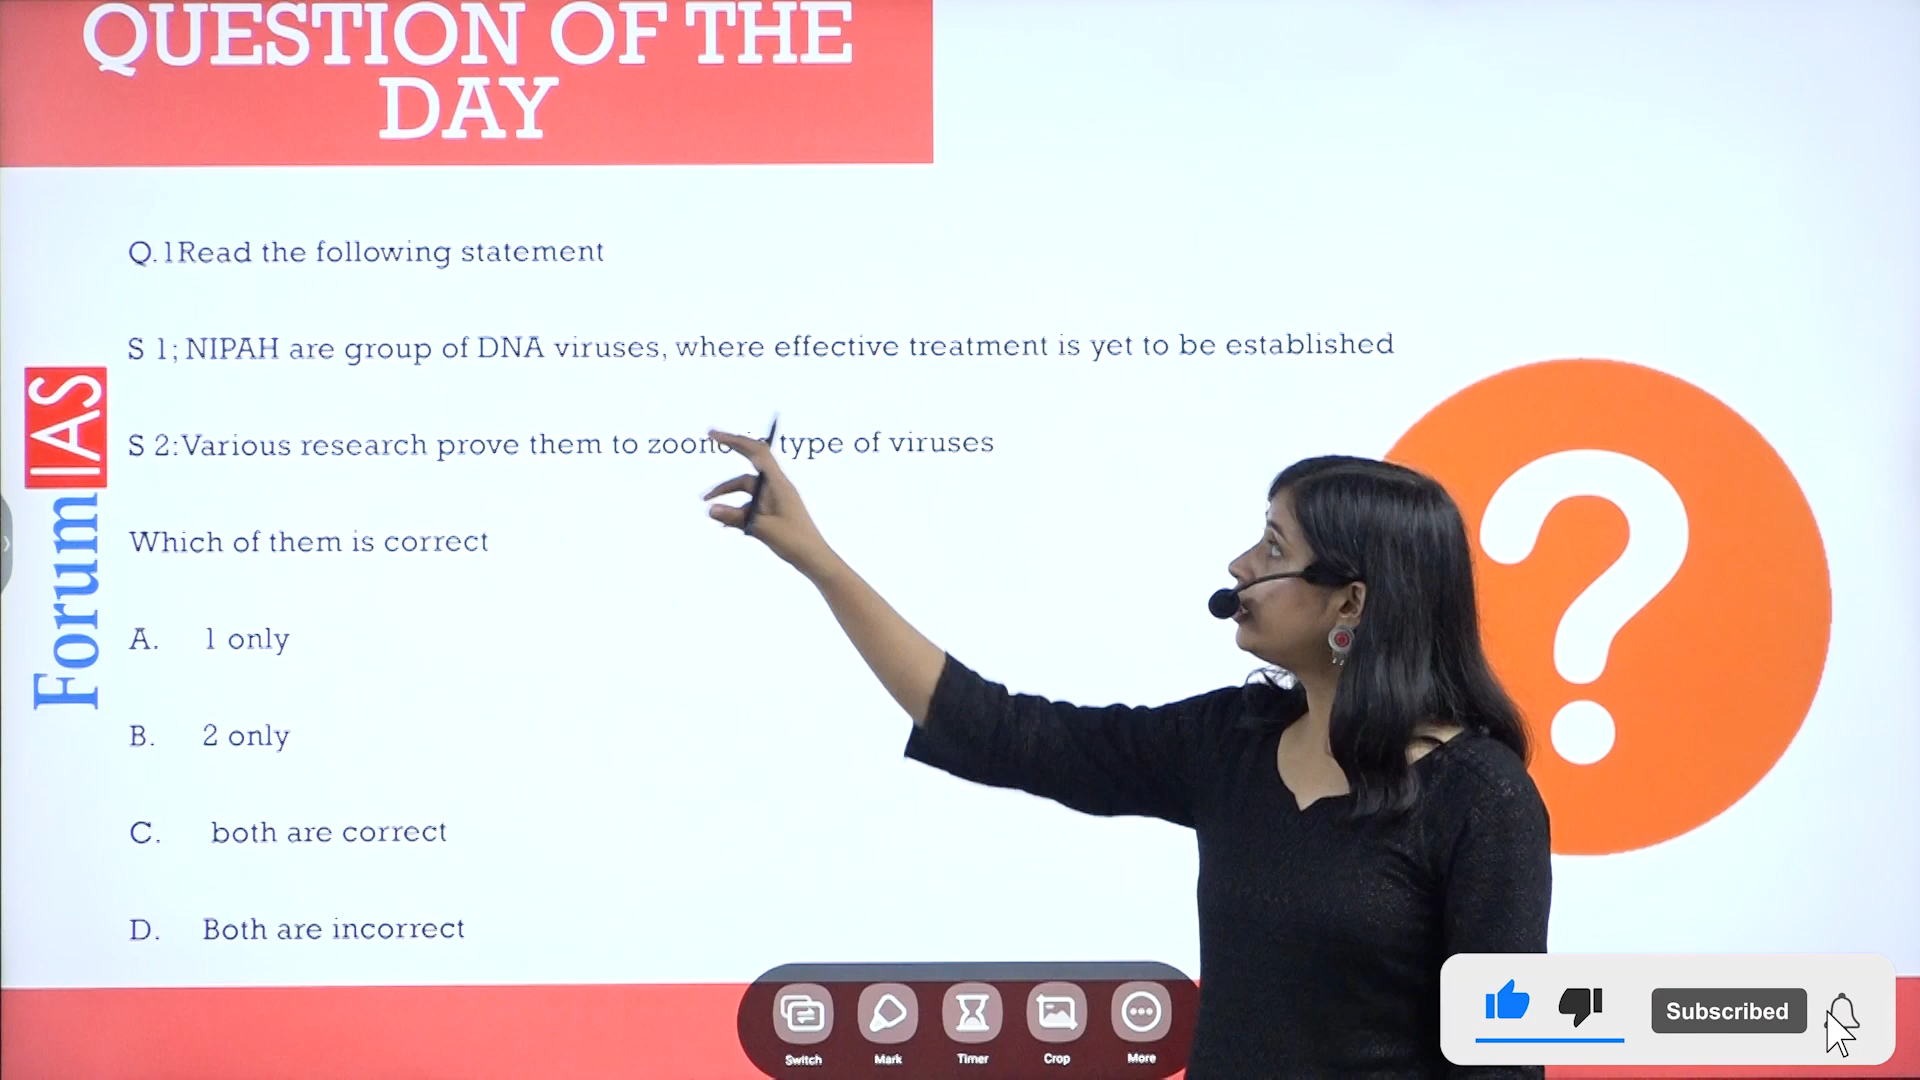 QUESTION OF THE
DAY
Q.1Read the following statement
S 1; NIPAH are group of DNA viruses, where effective treatment is yet to be established
S 2:Various research prove them to type of viruses
Which of them is correct
A. 1 only
B. 2 only
C. both are correct
D. Both are incorrect
Forum IAS
Switch Mark Timer Crop More
Subscribed